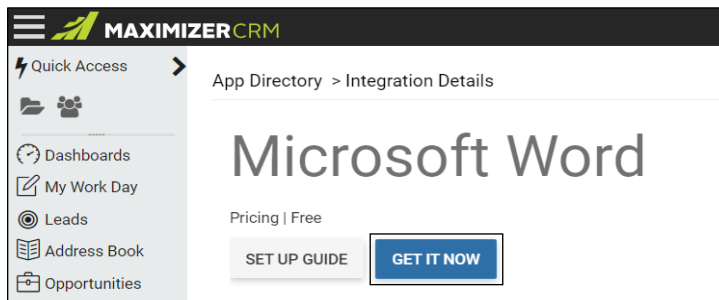 MAXIMIZERCRM
Quick Access
App Directory > Integration Details
Dashboards
My Work Day
Leads
Address Book
Opportunities
Microsoft Word
Pricing | Free
SET UP GUIDE GET IT NOW